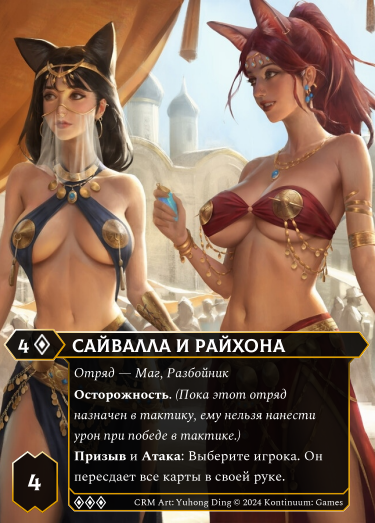 4
САЙВАЛЛА И РАЙХОНА
Отряд — Маг, Разбойник
Осторожность. (Пока этот отряд
назначен в тактику, ему нельзя нанести
урон при победе в тактике.)
Призыв и Атака: Выберите игрока. Он
пересдает все карты в своей руке.
4
CRM Art: Yuhong Ding © 2024 Kontinuum: Games